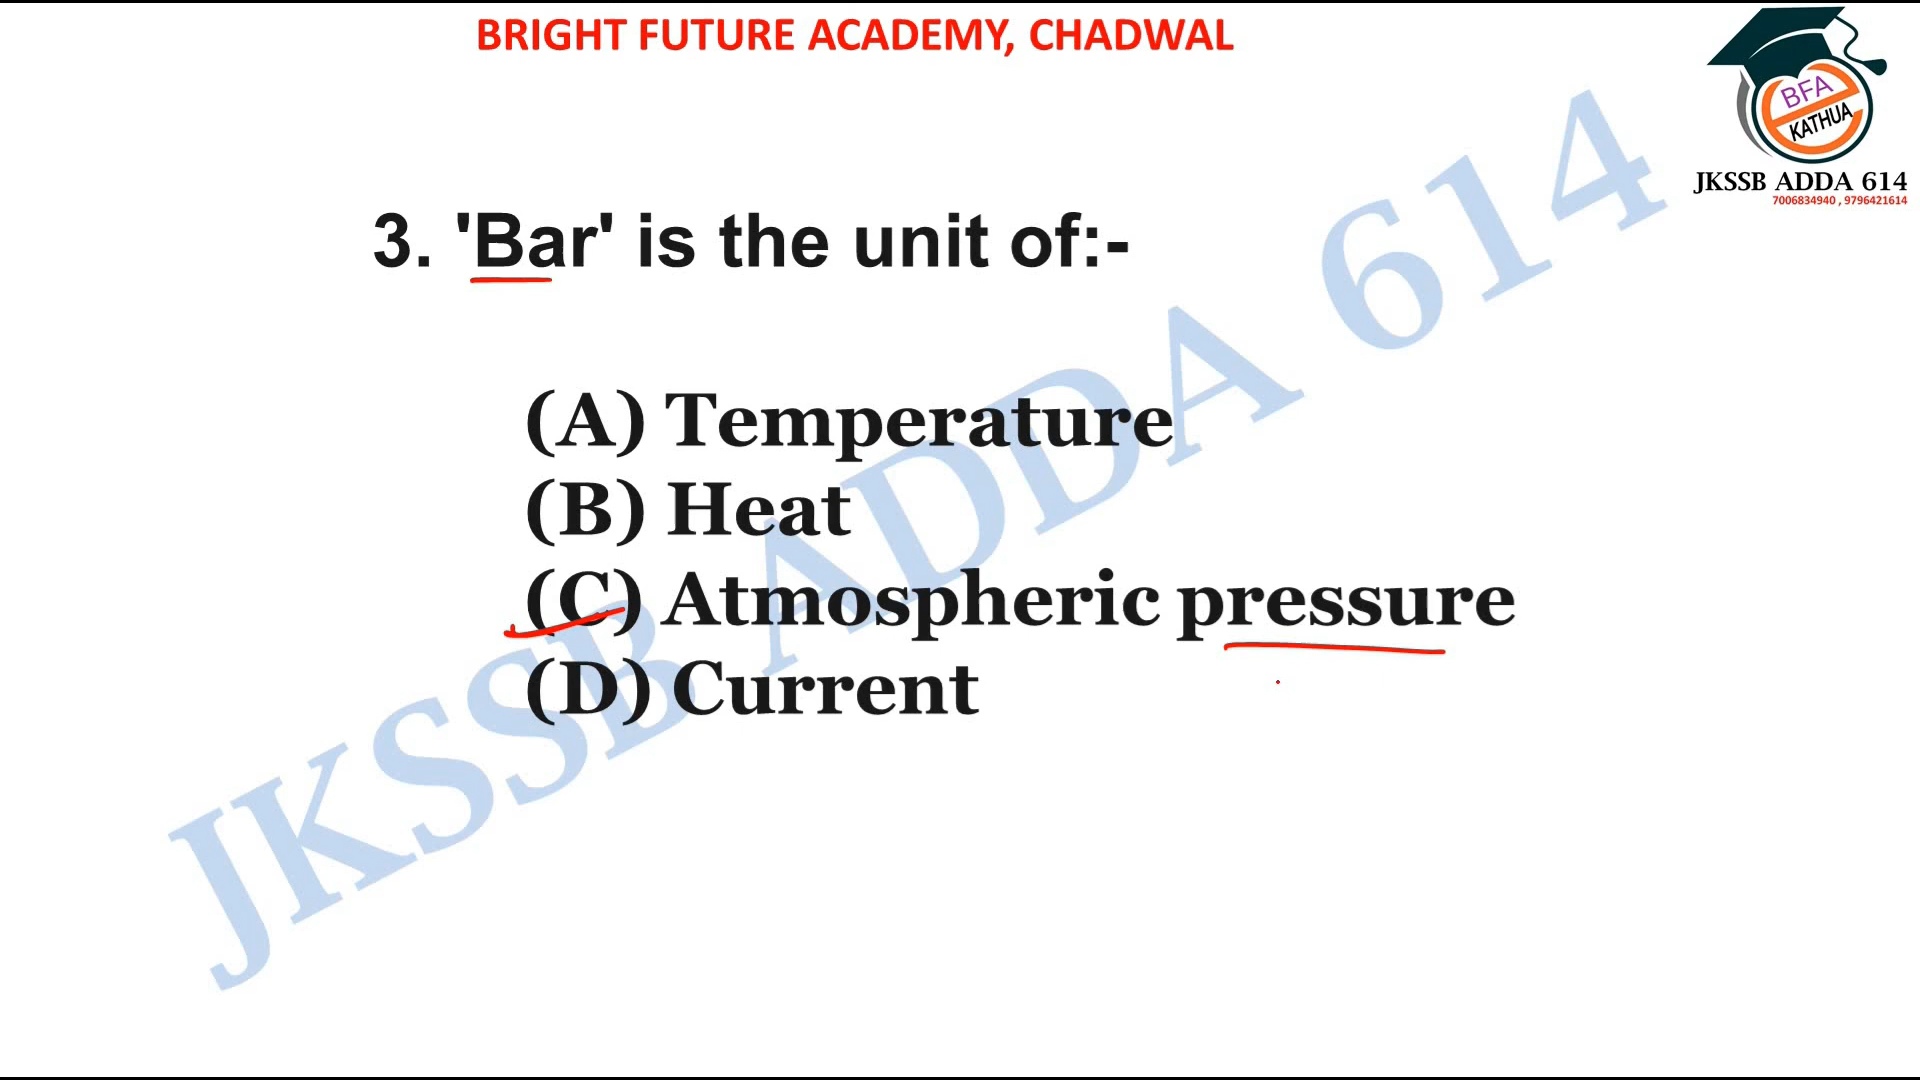 BRIGHT FUTURE ACADEMY, CHADWAL
BFA
KATHUA
JKSSB ADDA 614
7006834940 , 9796421614
3. 'Bar' is the unit of:-
(A) Temperature
(B) Heat
(C) Atmospheric pressure
(D) Current
JKSSB ADDA 614